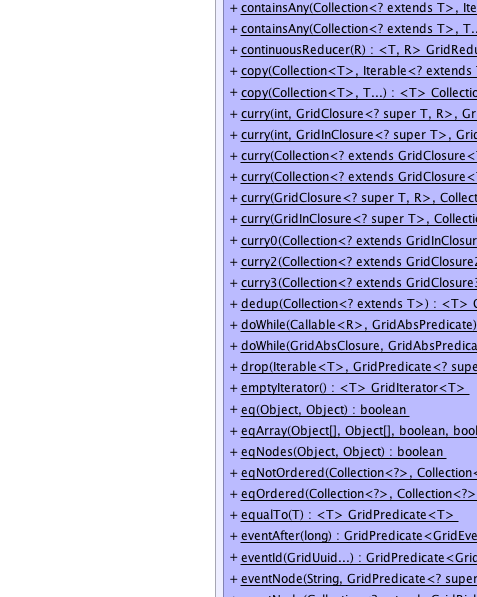 + containsAny(Collection<? extends T>, Ite
+ containsAny(Collection<? extends T>, T...
+ continuousReducer(R) : <T, R> GridRedu
+ copy(Collection<T>, Iterable<? extends
+ copy(Collection<T>, T...) : <T> Collectio
+ curry(int, GridClosure<? super T, R>, Gr
+ curry(int, GridInClosure<? super T>, Grid
+ curry(Collection<? extends GridClosure<
+ curry(Collection<? extends GridClosure<
+ curry(GridClosure<? super T, R>, Collect
+ curry(GridInClosure<? super T>, Collecti
+ curry0(Collection<? extends GridInClosur
+ curry2(Collection<? extends GridClosure2
+ curry3(Collection<? extends GridClosure3
+ dedup(Collection<? extends T>) : <T> C
+ doWhile(Callable<R>, GridAbsPredicate)
+ doWhile(GridAbsClosure, GridAbsPredica
+ drop(Iterable<T>, GridPredicate<? supe
+ emptyIterator() : <T> GridIterator<T>
+ eq(Object, Object) : boolean
+ eqArray(Object[], Object[], boolean, bool
+ eqNodes(Object, Object) : boolean
+ eqNotOrdered(Collection<?>, Collection<
+ eqOrdered(Collection<?>, Collection<?>
+ equalTo(T) : <T> GridPredicate<T>
+ eventAfter(long) : GridPredicate<GridEve
+ eventId(GridUuid...) : GridPredicate<Grid
+ eventNode(String, GridPredicate<? super